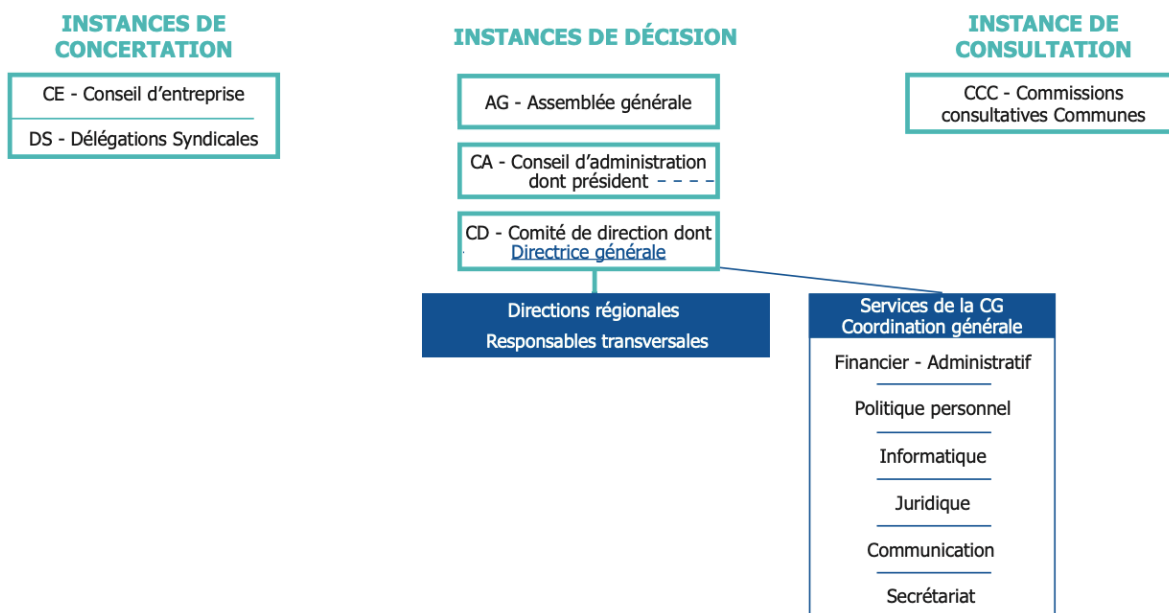 INSTANCES DE
CONCERTATION
CE - Conseil d’entreprise
DS - Délégations Syndicales
INSTANCES DE DÉCISION
AG - Assemblée générale
CA - Conseil d’administration
dont président
CD - Comité de direction dont
Directrice générale
Directions régionales
Responsables transversales
INSTANCE DE
CONSULTATION
CCC - Commissions
consultatives Communes
Services de la CG
Coordination générale
Financier - Administratif
Politique personnel
Informatique
Juridique
Communication
Secrétariat